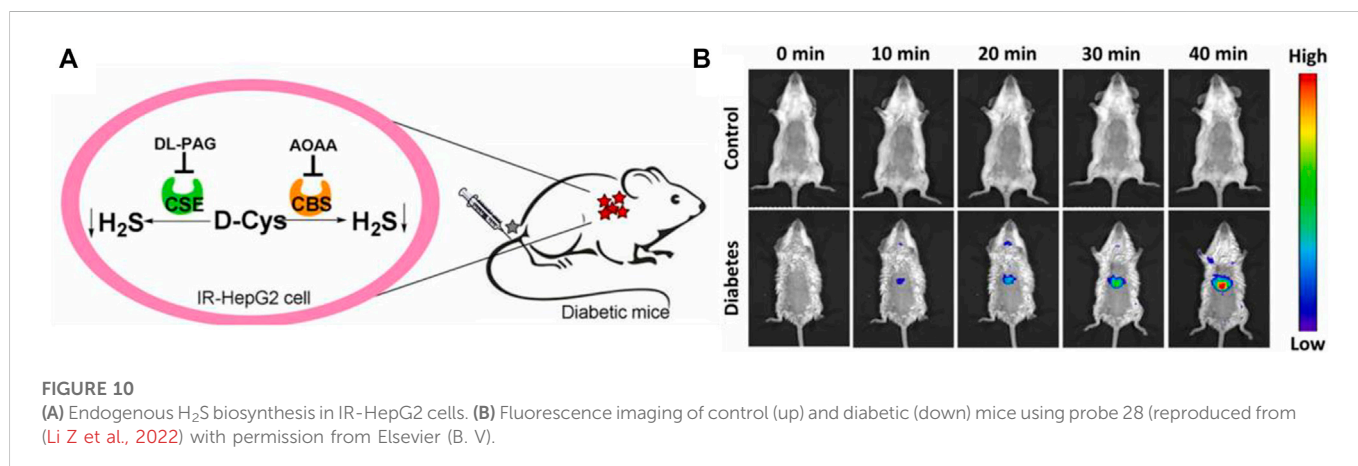 A
DL-PAG
AOAA
CSE
CBS
↓H₂S
D-Cys
H₂S↓
IR-HepG2 cell
Diabetic mice
B
0 min
10 min
20 min
30 min
40 min
High
Control
Diabetes
Low
FIGURE 10
(A) Endogenous H₂S biosynthesis in IR-HepG2 cells. (B) Fluorescence imaging of control (up) and diabetic (down) mice using probe 28 (reproduced from
(Li Z et al., 2022) with permission from Elsevier (B. V).